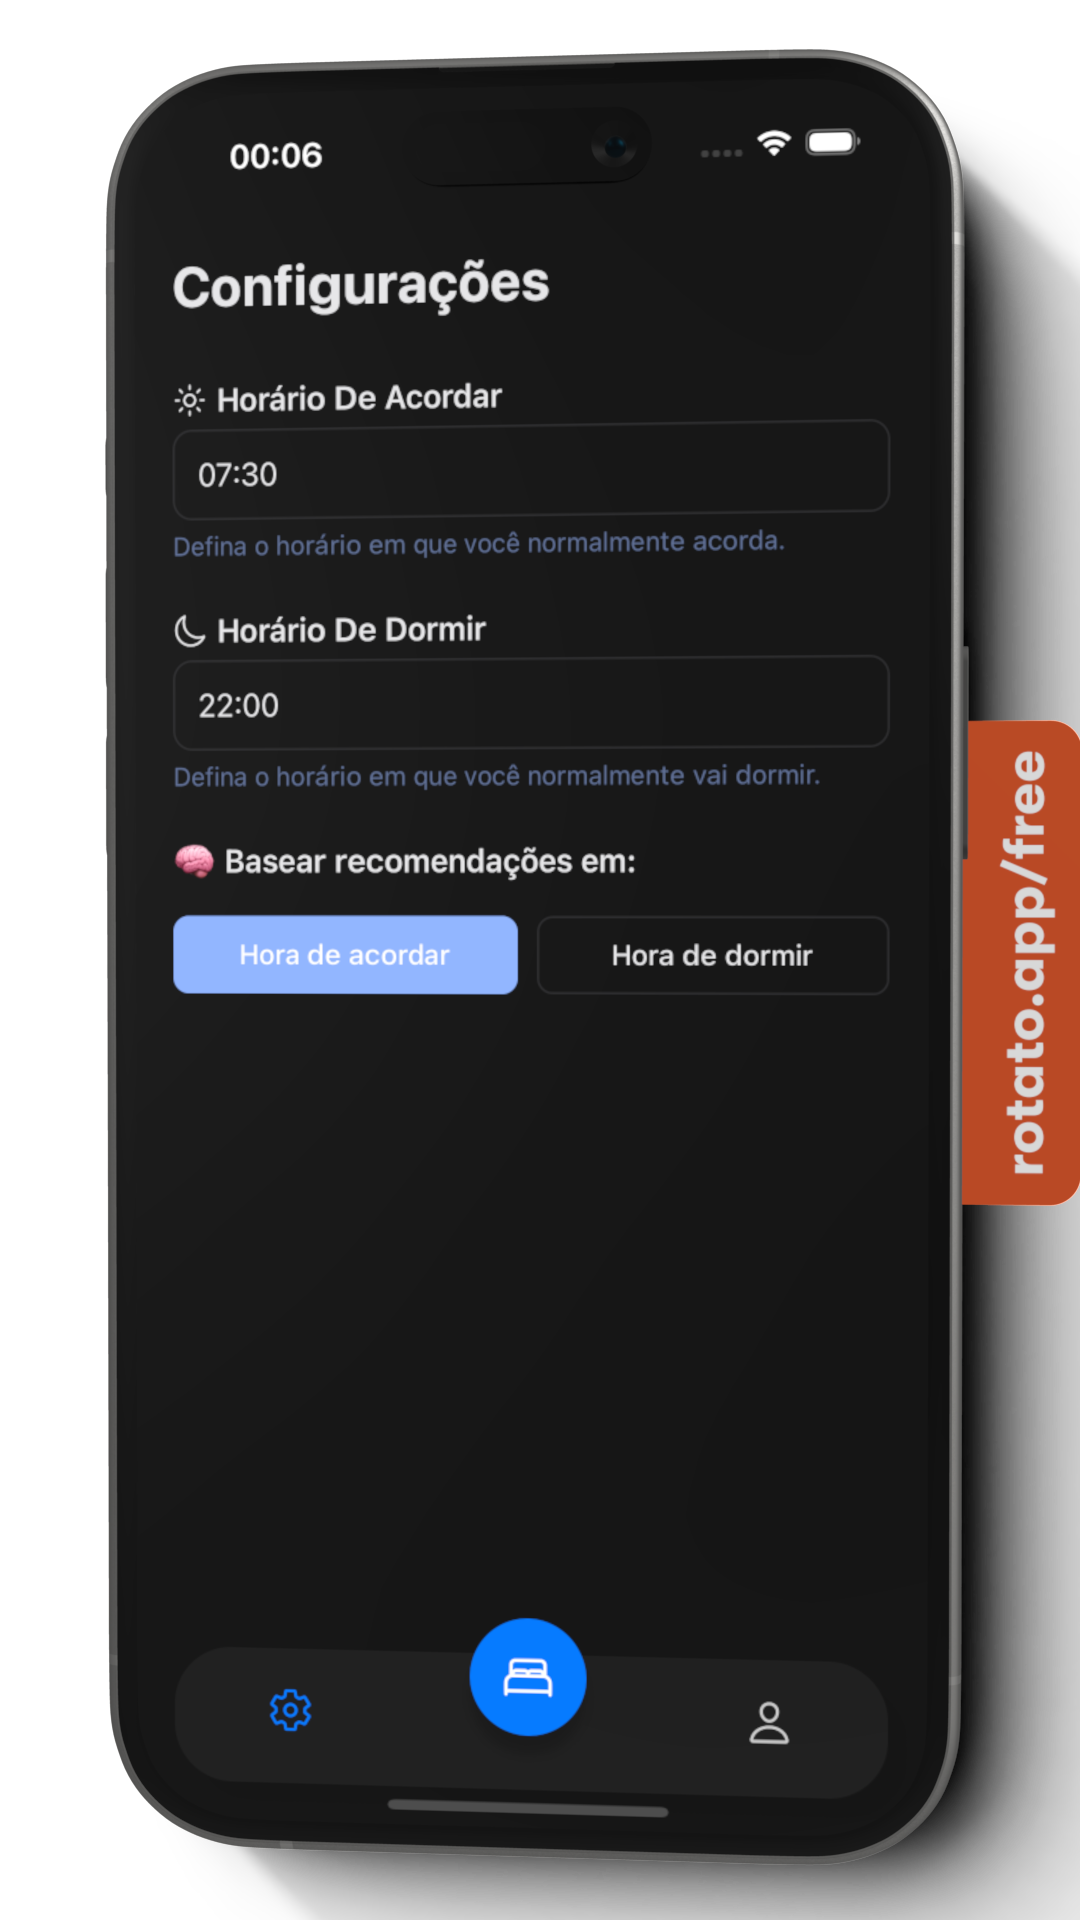 00:06
Configurações
Horário De Acordar
07:30
Defina o horário em que você normalmente acorda.
Horário De Dormir
22:00
Defina o horário em que você normalmente vai dormir.
Basear recomendações em:
Hora de acordar
Hora de dormir
rotato.app/free